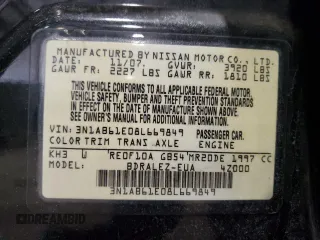 MANUFACTURED BY NISSAN MOTOR CO., LTD.
DATE: 11/07 GVWR: 3920 LBS
GAWR FR: 2227 LBS GAWR RR: 1810 LBS
THIS VEHICLE CONFORMS TO ALL APPLICABLE
FEDERAL MOTOR VEHICLE
SAFETY, BUMPER AND THEFT PREVENTION
STANDARDS IN EFFECT ON THE
DATE OF MANUFACTURE SHOWN ABOVE.
SEE OWNER'S MANUAL FOR ADDITIONAL
INFORMATION.
VIN: 3N1AB61E08L669849 PASSENGER CAR.
COLOR TRIM TRANS AXLE ENGINE
KH3 W RE0F10A GB54 MR20DE 1997 CC
BDRALEZ-EUA 4Z000
3N1AB61E08L669849